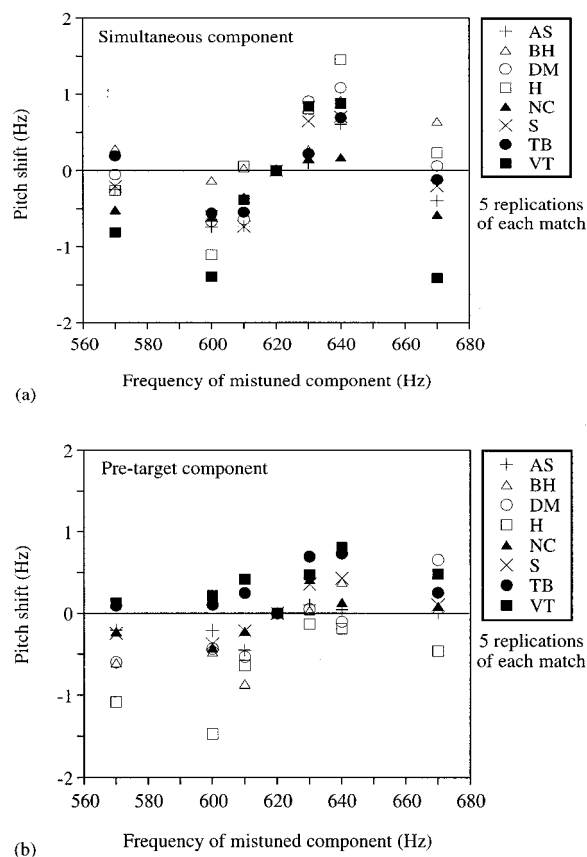 Simultaneous component
2
1
0
-1
-2
Pitch shift (Hz)
560 580 600 620 640 660 680
Frequency of mistuned component (Hz)
(a)
AS
BH
DM
H
NC
S
TB
VT
5 replications
of each match
Pre-target component
2
1
0
-1
-2
Pitch shift (Hz)
560 580 600 620 640 660 680
Frequency of mistuned component (Hz)
(b)
AS
BH
DM
H
NC
S
TB
VT
5 replications
of each match